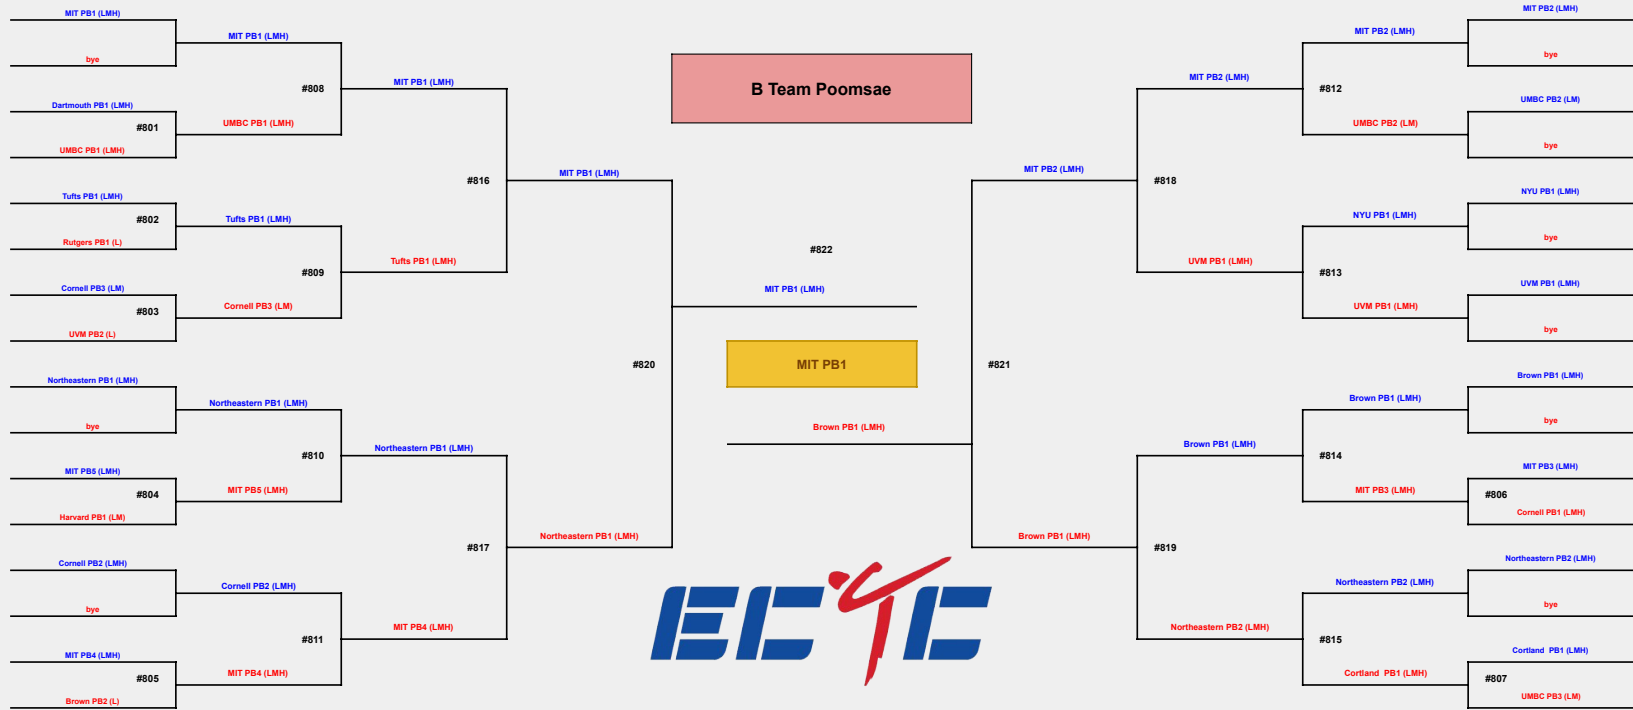 MIT PB1 (LMH)
bye
Dartmouth PB1 (LMH)
#801
UMBC PB1 (LMH)
Tufts PB1 (LMH)
#802
Rutgers PB1 (L)
Cornell PB3 (LM)
#803
UVM PB2 (L)
Northeastern PB1 (LMH)
bye
MIT PB5 (LMH)
#804
Harvard PB1 (LM)
Cornell PB2 (LMH)
bye
MIT PB4 (LMH)
#805
Brown PB2 (L)
MIT PB1 (LMH)
#808
UMBC PB1 (LMH)
Tufts PB1 (LMH)
#809
Cornell PB3 (LM)
Northeastern PB1 (LMH)
#810
MIT PB5 (LMH)
Cornell PB2 (LMH)
#811
MIT PB4 (LMH)
MIT PB1 (LMH)
#816
Tufts PB1 (LMH)
Northeastern PB1 (LMH)
#817
MIT PB4 (LMH)
MIT PB1 (LMH)
#820
Northeastern PB1 (LMH)
B Team Poomsae
#822
MIT PB1 (LMH)
MIT PB1
Brown PB1 (LMH)
ECTC
MIT PB2 (LMH)
#821
Brown PB1 (LMH)
MIT PB2 (LMH)
#818
UVM PB1 (LMH)
Brown PB1 (LMH)
#819
Northeastern PB2 (LMH)
MIT PB2 (LMH)
#812
UMBC PB2 (LM)
NYU PB1 (LMH)
#813
UVM PB1 (LMH)
Brown PB1 (LMH)
#814
MIT PB3 (LMH)
Northeastern PB2 (LMH)
#815
Cortland PB1 (LMH)
MIT PB2 (LMH)
bye
UMBC PB2 (LM)
bye
NYU PB1 (LMH)
bye
UVM PB1 (LMH)
bye
Brown PB1 (LMH)
bye
MIT PB3 (LMH)
#806
Cornell PB1 (LMH)
Northeastern PB2 (LMH)
bye
Cortland PB1 (LMH)
#807
UMBC PB3 (LM)